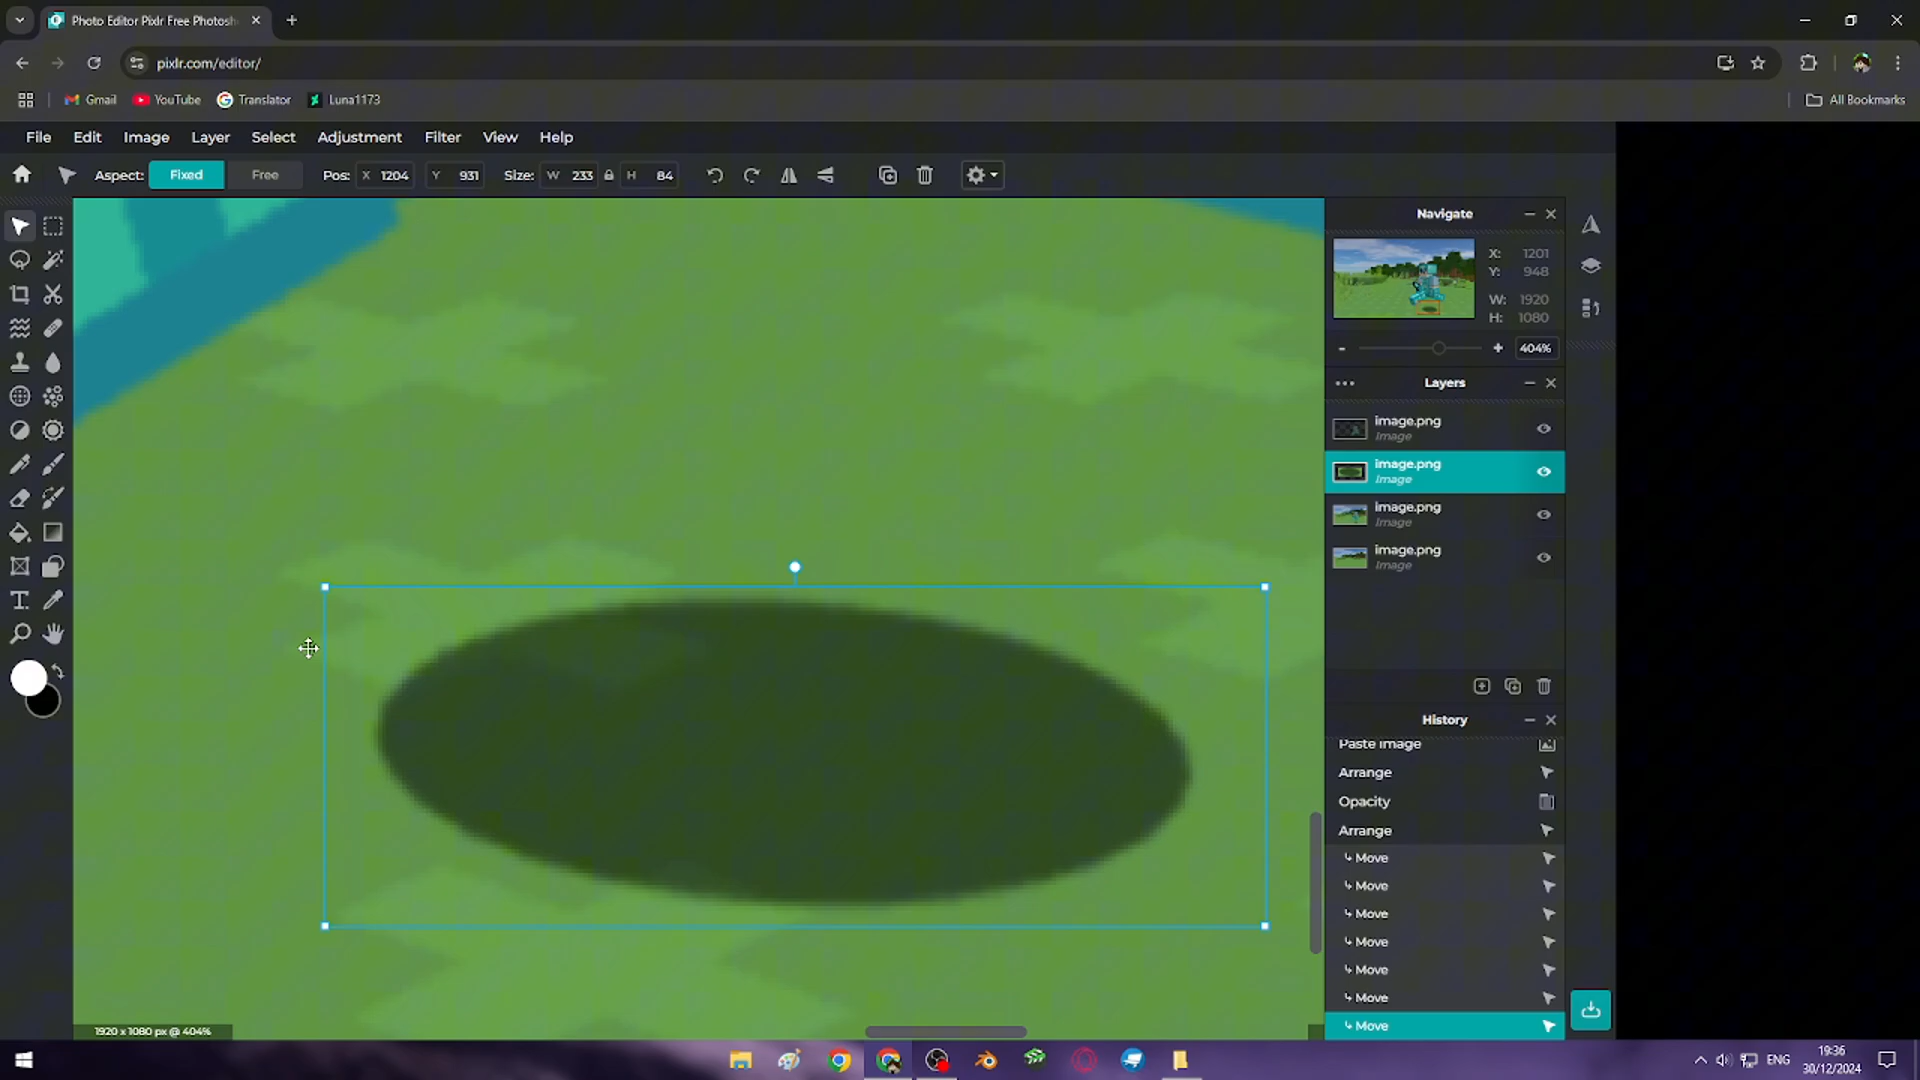 Photo Editor Pixlr Free Photosh
pixlr.com/editor/
Gmail YouTube Translator Luna1173 All Bookmarks
File Edit Image Layer Select Adjustment Filter View Help
Aspect: Fixed Free Pos: X 1204 Y 931 Size: W 233 H 84
Navigate
X: 1201
Y: 948
W: 1920
H: 1080
- + 404%
Layers
image.png
Image
image.png
Image
image.png
Image
image.png
Image
History
Paste Image
Arrange
Opacity
Arrange
Move
Move
Move
Move
Move
Move
Move
T
1920 x 1080 px @ 404%
ENG
19:36
30/12/2024